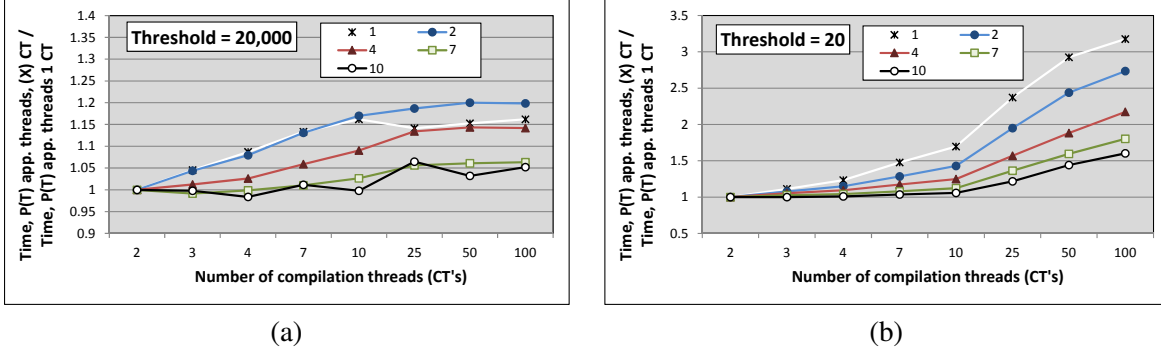 Time, P(T) app. threads, (X) CT /
Time, P(T) app. threads 1 CT
1.4
1.35
1.3
1.25
1.2
1.15
1.1
1.05
1
0.95
0.9
Threshold = 20,000
1 2
4 7
10
2 3 4 7 10 25 50 100
Number of compilation threads (CT's)
(a)
Time, P(T) app. threads, (X) CT /
Time, P(T) app. threads 1 CT
3.5
3
2.5
2
1.5
1
0.5
Threshold = 20
1 2
4 7
10
2 3 4 7 10 25 50 100
Number of compilation threads (CT's)
(b)